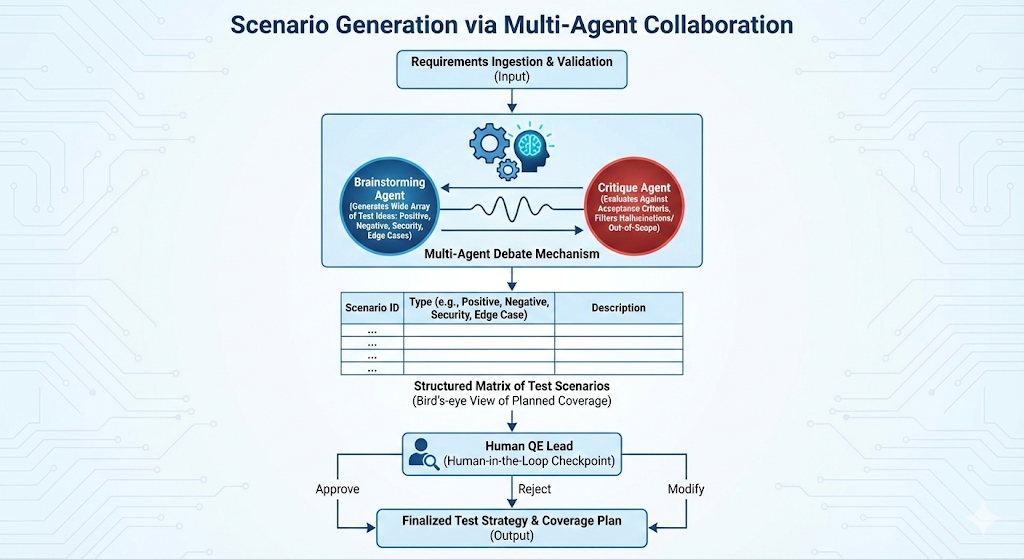 Scenario Generation via Multi-Agent Collaboration
Requirements Ingestion & Validation
(Input)
Brainstorming
Agent
(Generates Wide Array
of Test Ideas: Positive,
Negative, Security,
Edge Cases)
Critique Agent
(Evaluates Against
Acceptance Criteris,
Filters Hallucinetions/
Out-of-Scope)
Multi-Agent Debate Mechanism
Scenario ID
Type (e.g., Positive, Negative,
Security, Edge Case)
Description
...
...
...
...
Structured Matrix of Test Scenarios
(Bird's-eye View of Planned Coverage)
Human QE Lead
(Human-in-the-Loop Checkpoint)
Approve
Reject
Modify
Finalized Test Strategy & Coverage Plan
(Output)